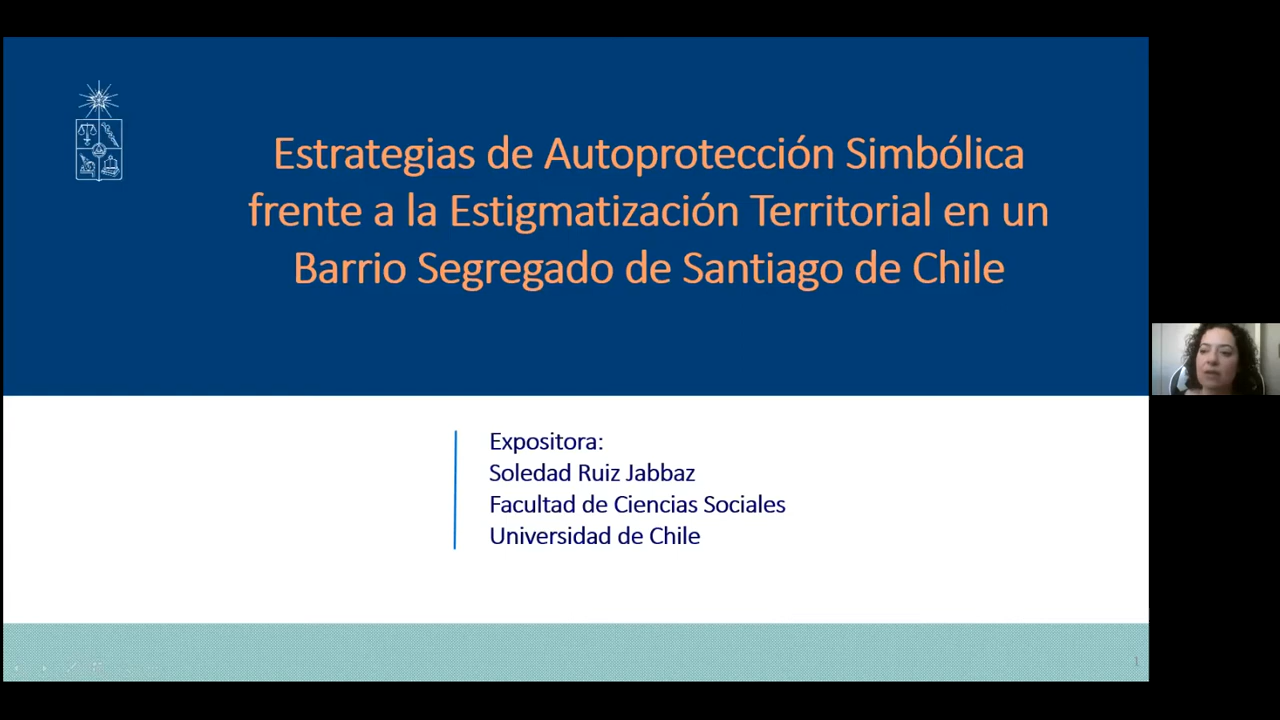 Estrategias de Autoprotección Simbólica
frente a la Estigmatización Territorial en un
Barrio Segregado de Santiago de Chile
Expositora:
Soledad Ruiz Jabbaz
Facultad de Ciencias Sociales
Universidad de Chile
1